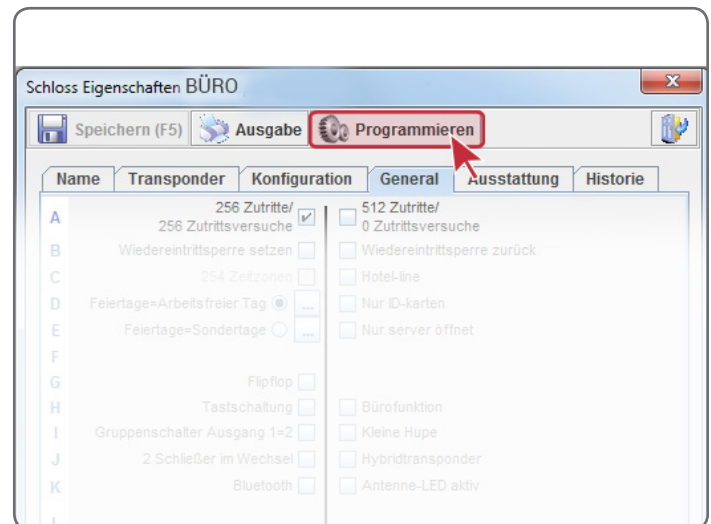 Schloss Eigenschaften BÜRO
x
Speichern (F5) Ausgabe Programmieren
Name Transponder Konfiguration General Ausstattung Historie
A 256 Zutritte/ 512 Zutritte/
256 Zutrittsversuche 0 Zutrittsversuche
B Wiedereintrittsperre setzen Wiedereintrittsperre zurück
C 254 Zeitzonen Hotel-line
D Feiertage=Arbeitsfreier Tag ... Nur ID-karten
E Feiertage=Sondertage ... Nur server öffnet
F
G Flipflop
H Tastschaltung Bürofunktion
I Gruppenschalter Ausgang 1=2 Kleine Hupe
J 2 Schließer im Wechsel Hybridtransponder
K Bluetooth Antenne-LED aktiv
L